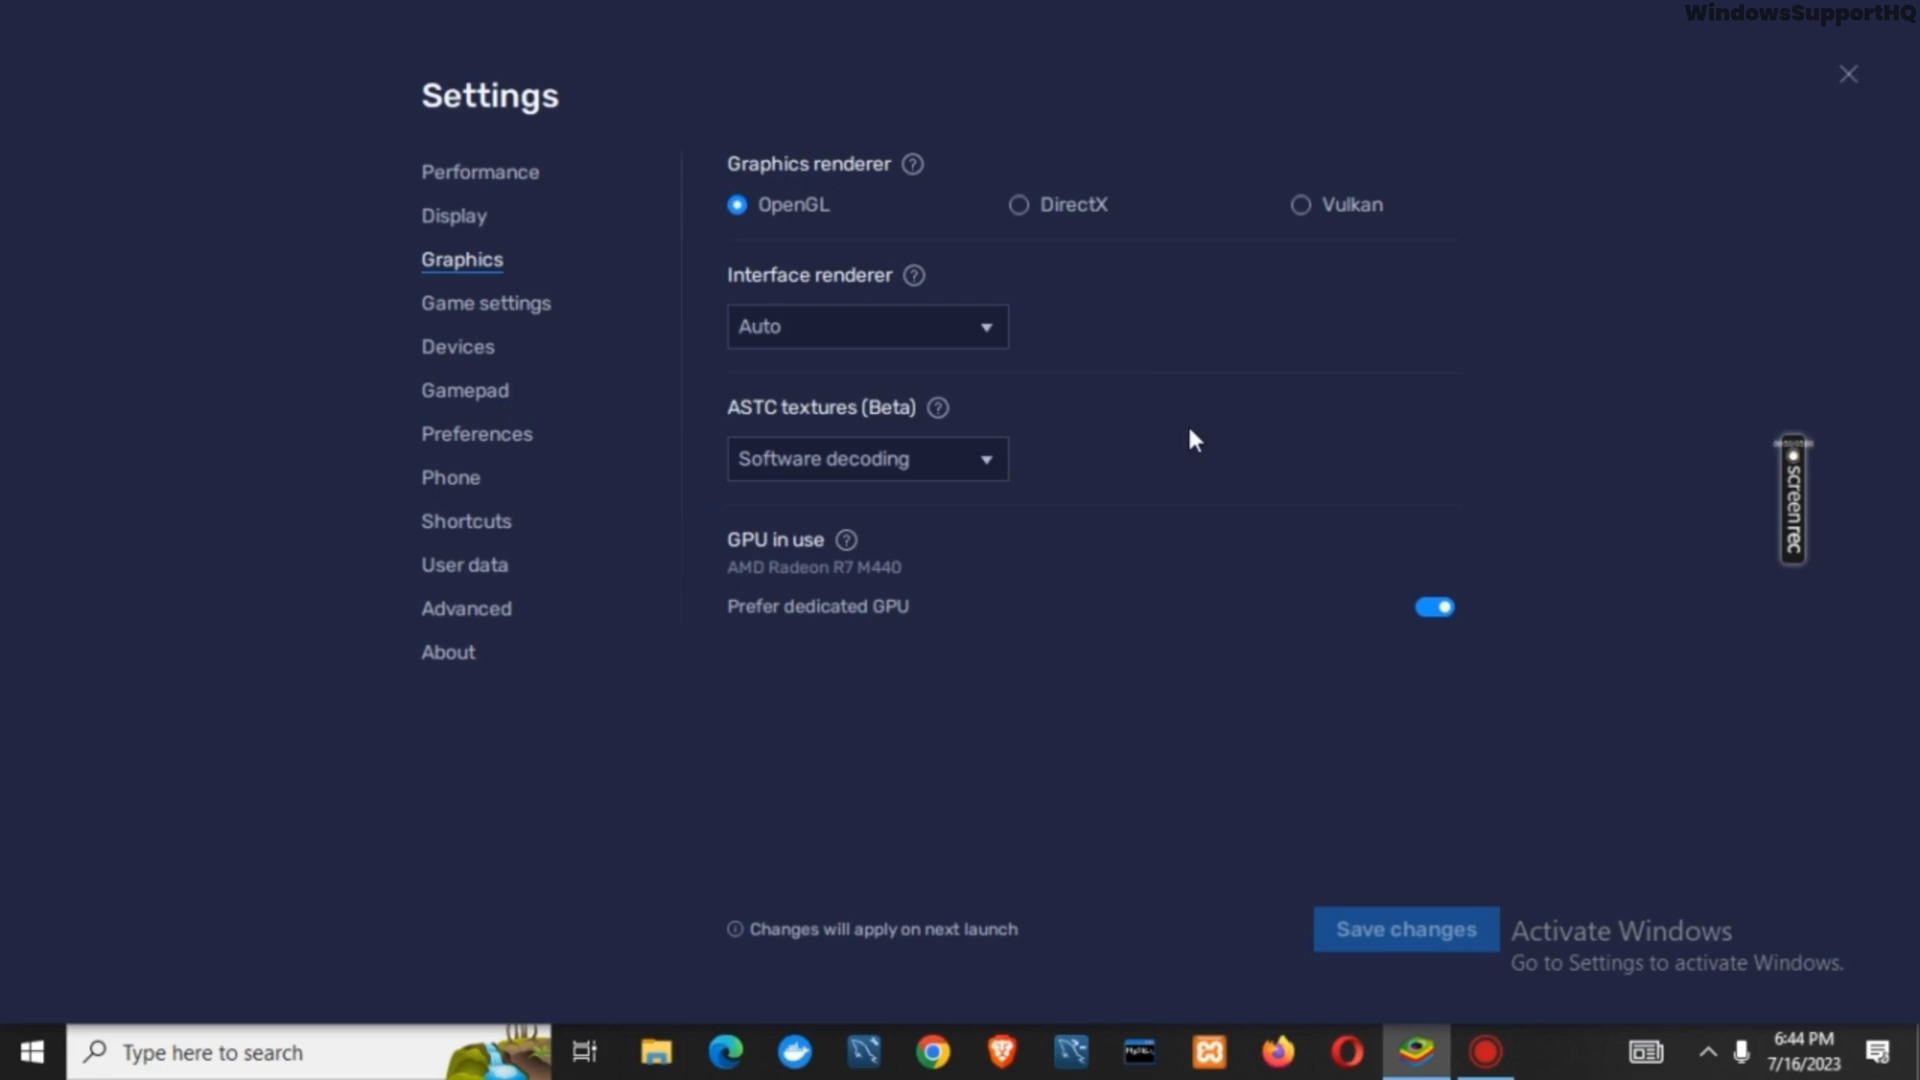 WindowsSupportHQ
Settings
Performance
Display
Graphics
Game settings
Devices
Gamepad
Preferences
Phone
Shortcuts
User data
Advanced
About
Graphics renderer
OpenGL
DirectX
Vulkan
Interface renderer
Auto
ASTC textures (Beta)
Software decoding
GPU in use
AMD Radeon R7 M440
Prefer dedicated GPU
screenrec
Changes will apply on next launch
Save changes
Activate Windows
Go to Settings to activate Windows.
Type here to search
6:44 PM
7/16/2023